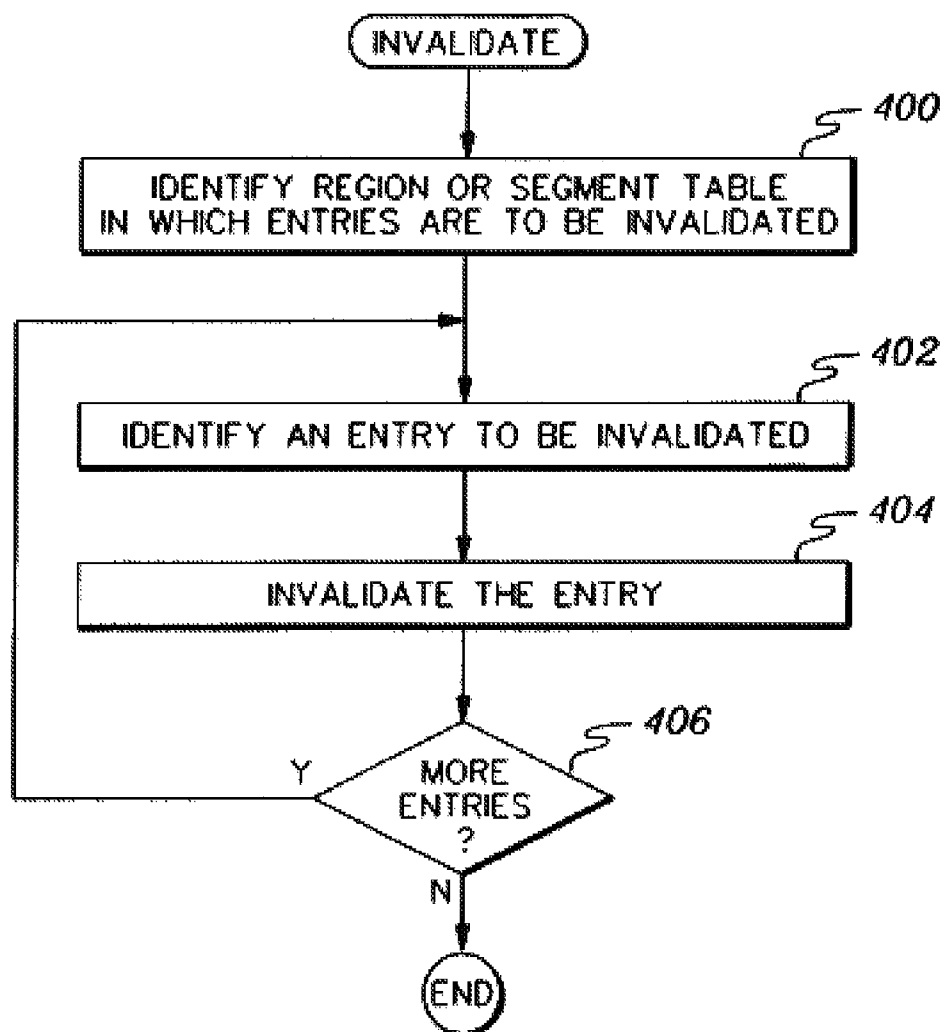 INVALIDATE
400
IDENTIFY REGION OR SEGMENT TABLE
IN WHICH ENTRIES ARE TO BE INVALIDATED
402
IDENTIFY AN ENTRY TO BE INVALIDATED
404
INVALIDATE THE ENTRY
406
Y
MORE
ENTRIES
?
N
END